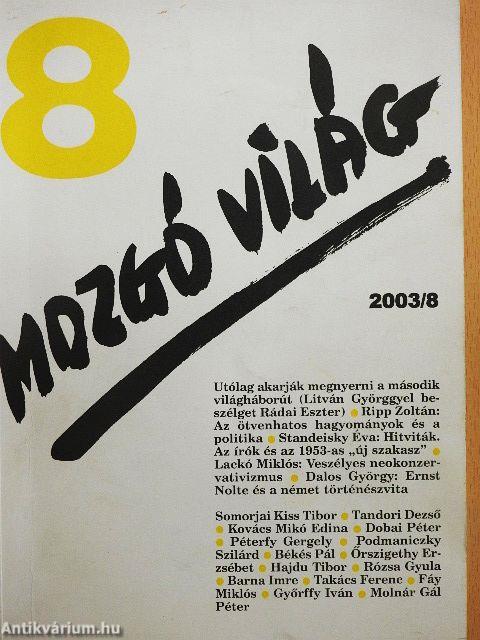 8
MOZGÓ VILÁG
2003/8
Utólag akarják megnyerni a második
világháborút (Litván Györggyel be-
szélget Rádai Eszter) • Ripp Zoltán:
Az ötvenhatos hagyományok és a
politika • Standeisky Éva: Hitviták.
Az írók és az 1953-as „új szakasz” •
Lackó Miklós: Veszélyes neokonzer-
vativizmus • Dalos György: Ernst
Nolte és a német történészvita
Somorjai Kiss Tibor • Tandori Dezső
• Kovács Mikó Edina • Dobai Péter
• Péterfy Gergely • Podmaniczky
Szilárd • Békés Pál • Őrszigethy Er-
zsébet • Hajdu Tibor • Rózsa Gyula
• Barna Imre • Takács Ferenc • Fáy
Miklós • Győrffy Iván • Molnár Gál
Péter
Antikvárium.hu